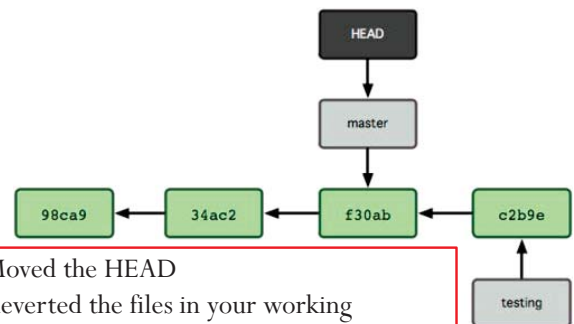 HEAD
master
98ca9 34ac2 f30ab c2b9e
Moved the HEAD
reverted the files in your working
testing